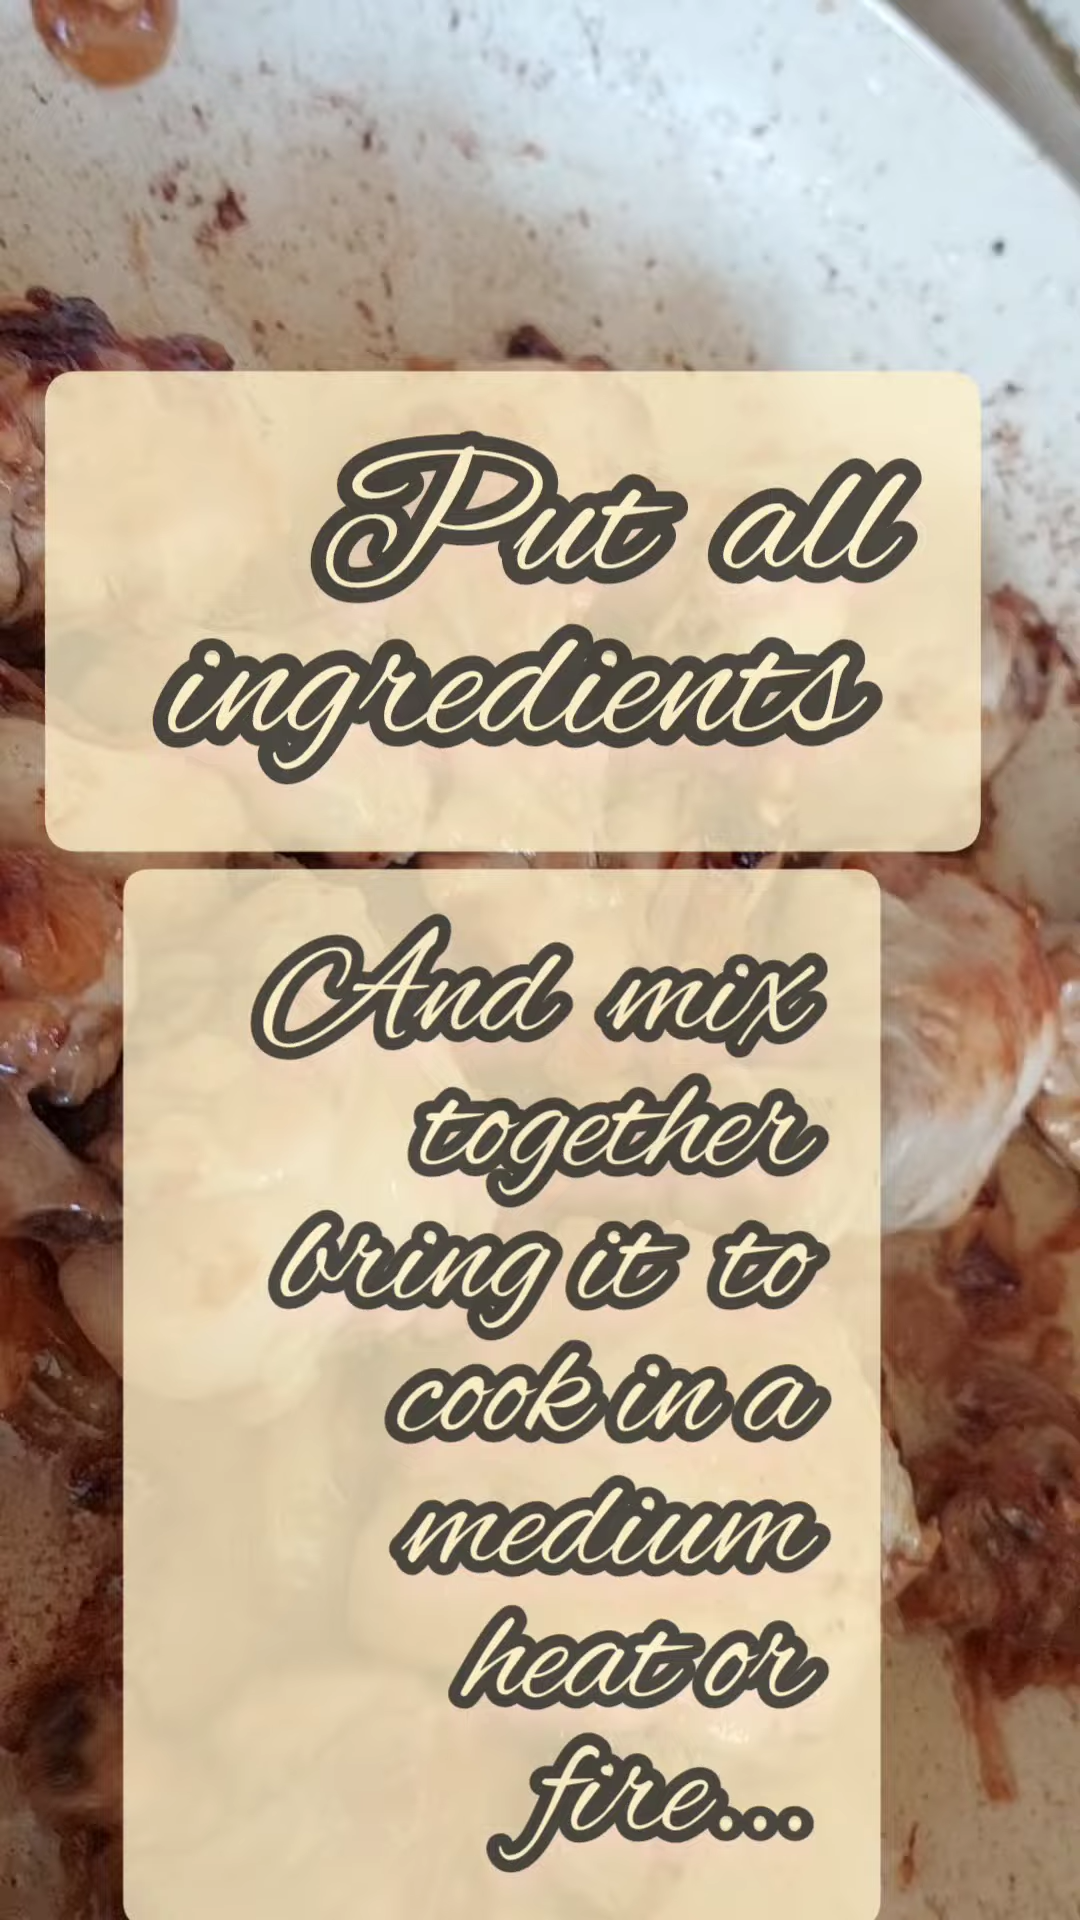 Put all
ingredients
And mix
together
bring it to
cook in a
medium
heat or
fire...